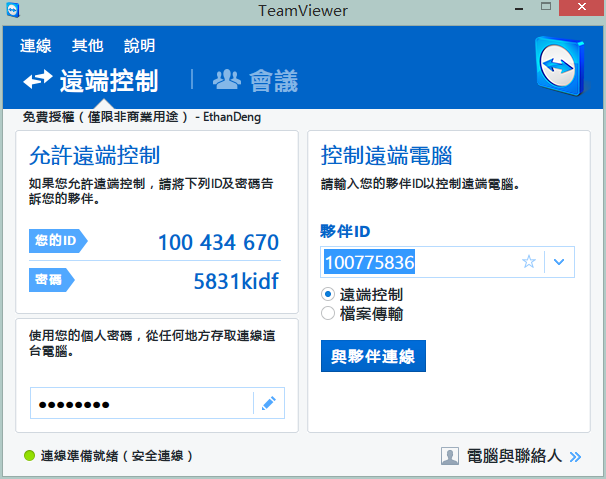 TeamViewer
連線 其他 說明
遠端控制 會議
免費授權（僅限非商業用途） - EthanDeng
允許遠端控制
如果您允許遠端控制，請將下列ID及密碼告
訴您的夥伴。
您的ID 100 434 670
密碼 5831kidf
使用您的個人密碼，從任何地方存取連線這
台電腦。
控制遠端電腦
請輸入您的夥伴ID以控制遠端電腦。
夥伴ID
100775836
遠端控制
檔案傳輸
與夥伴連線
連線準備就緒（安全連線）
電腦與聯絡人